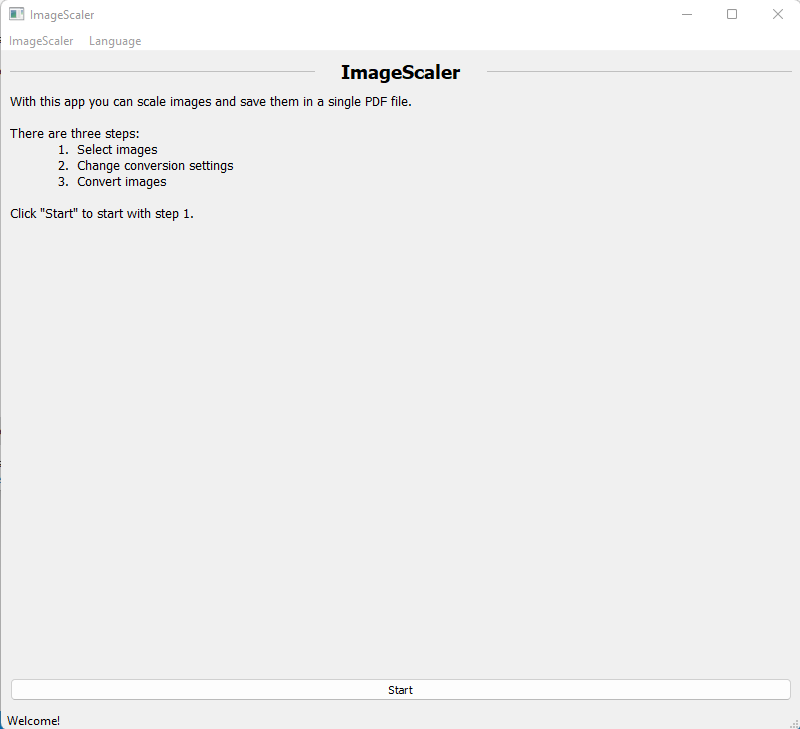 ImageScaler
ImageScaler Language
ImageScaler
With this app you can scale images and save them in a single PDF file.
There are three steps:
1. Select images
2. Change conversion settings
3. Convert images
Click "Start" to start with step 1.
Start
Welcome!